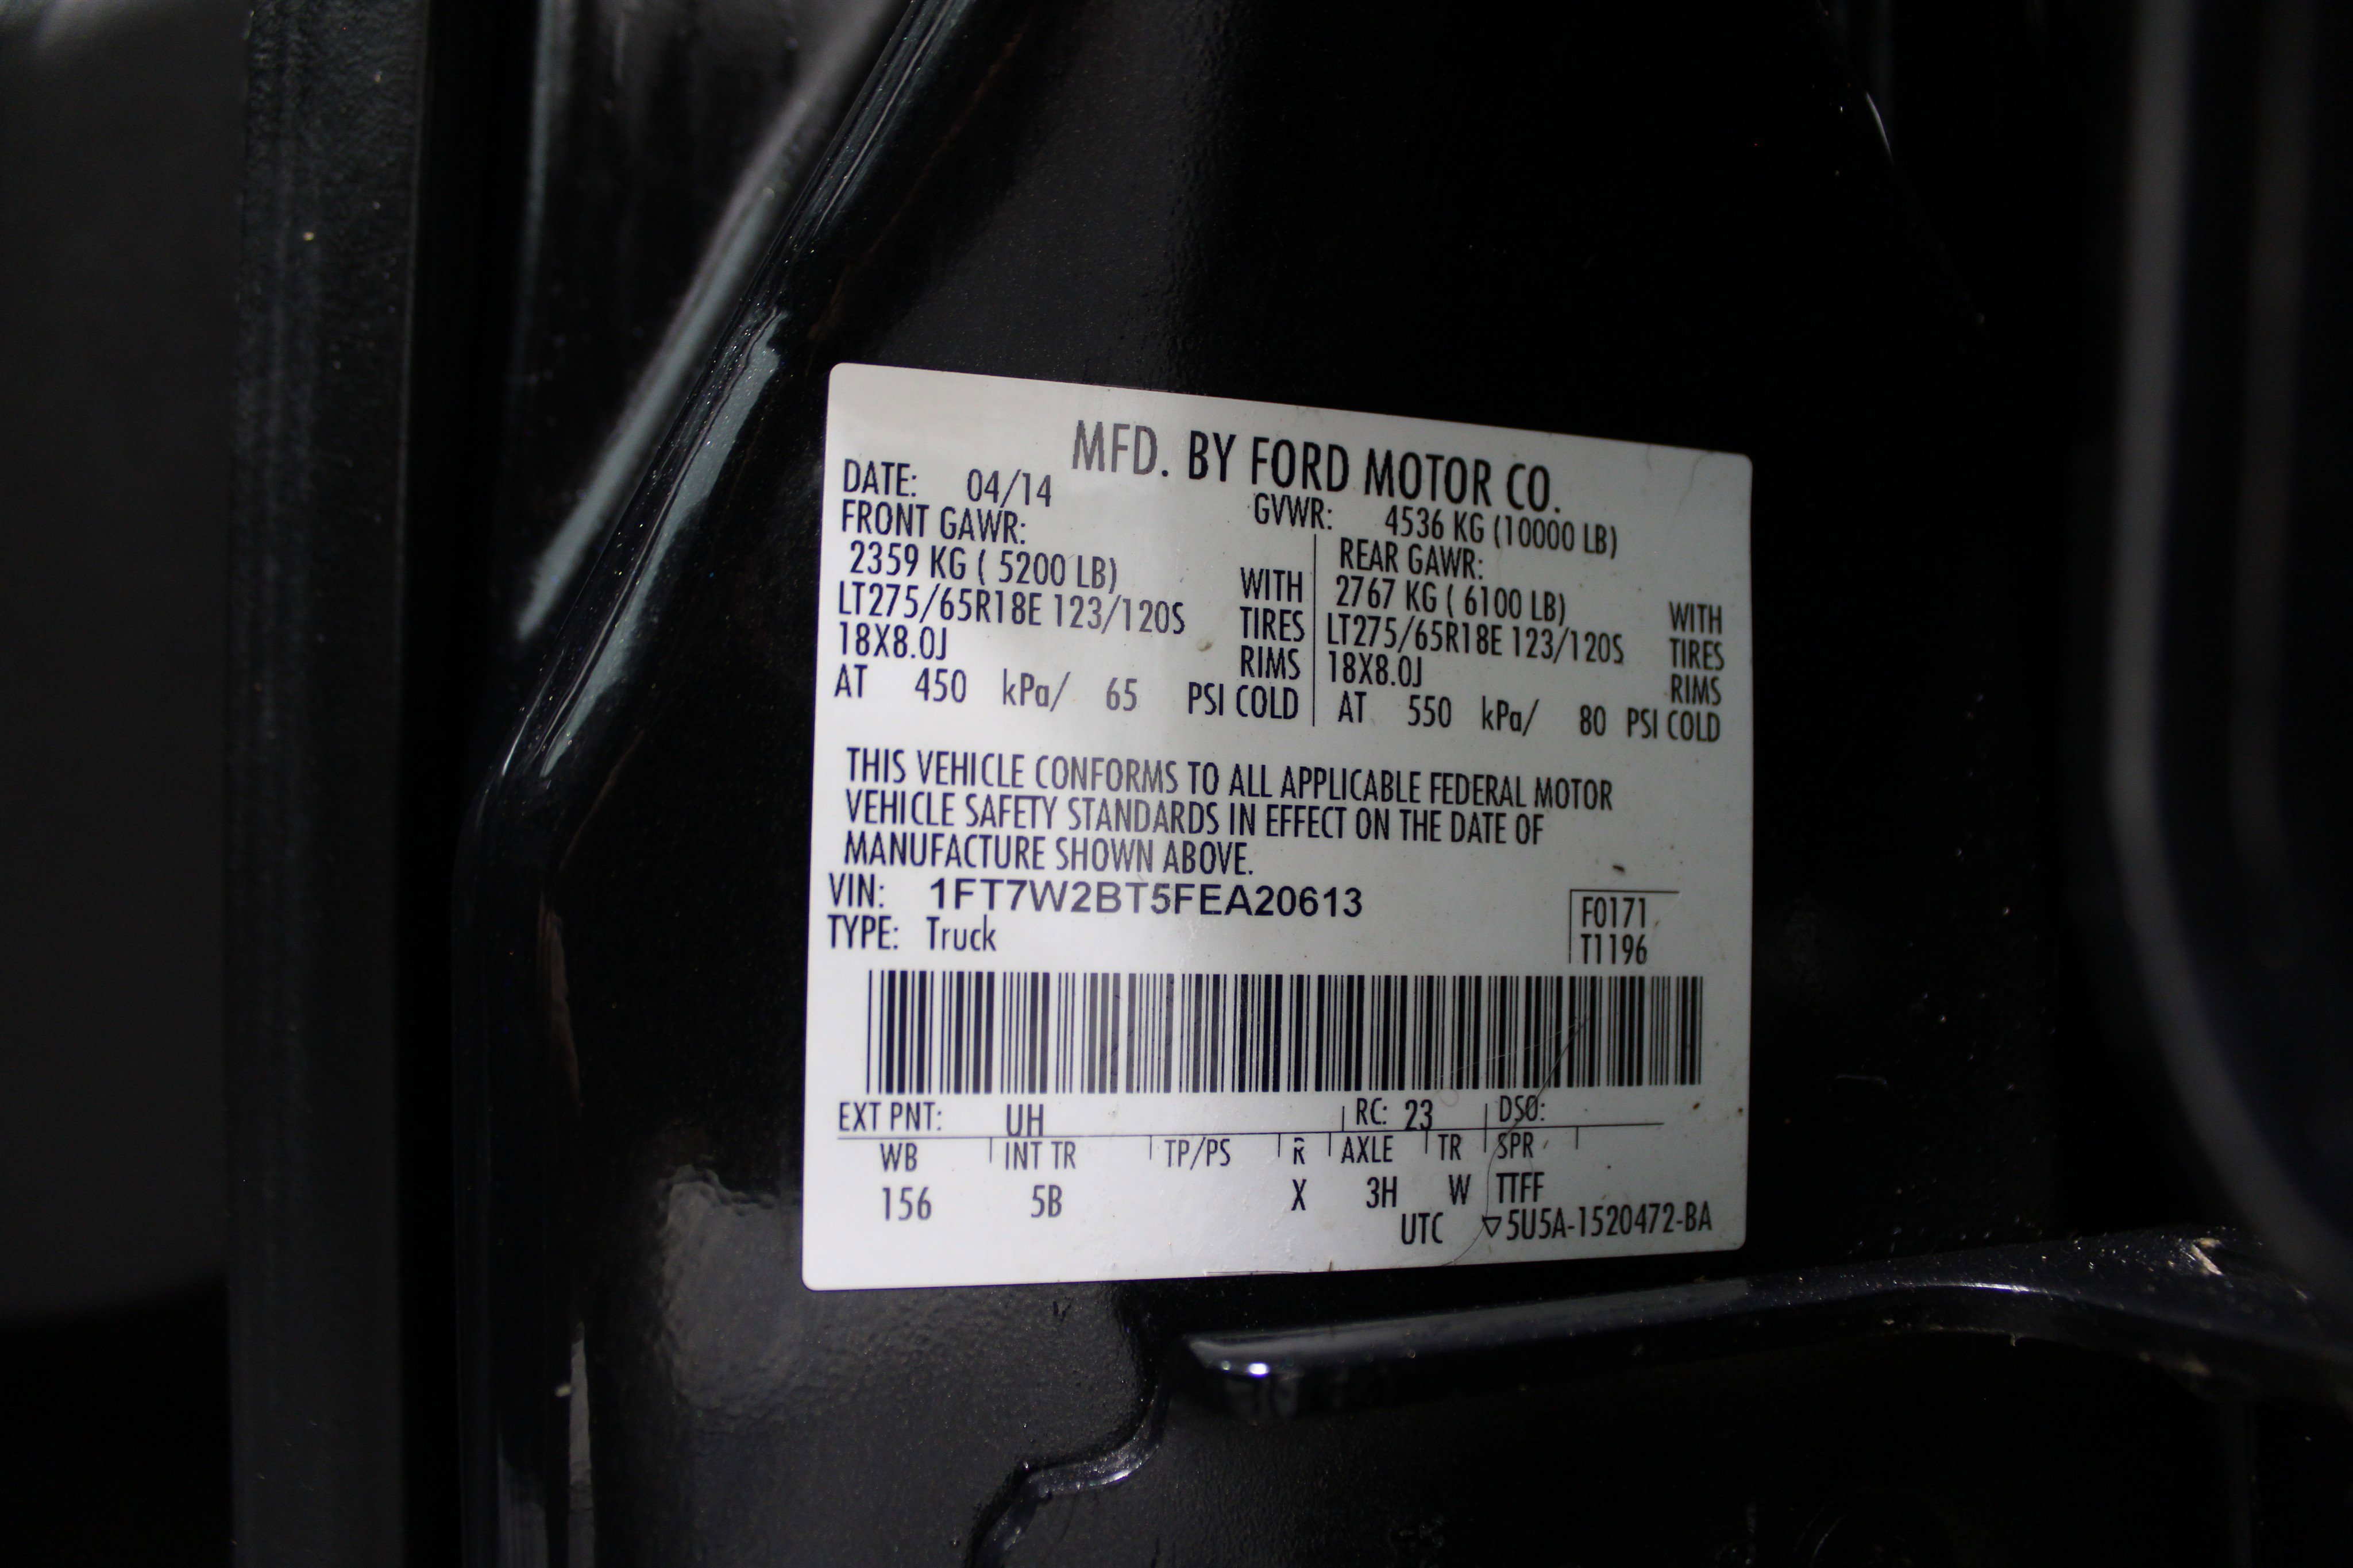 MFD. BY FORD MOTOR CO.
DATE: 04/14 GVWR: 4536 KG (10000 LB)
FRONT GAWR: REAR GAWR:
2359 KG ( 5200 LB) WITH 2767 KG ( 6100 LB) WITH
LT275/65R18E 123/120S TIRES LT275/65R18E 123/120S TIRES
18X8.0J RIMS 18X8.0J RIMS
AT 450 kPa/ 65 PSI COLD AT 550 kPa/ 80 PSI COLD
THIS VEHICLE CONFORMS TO ALL APPLICABLE FEDERAL MOTOR
VEHICLE SAFETY STANDARDS IN EFFECT ON THE DATE OF
MANUFACTURE SHOWN ABOVE.
VIN: 1FT7W2BT5FEA20613 F0171
TYPE: Truck T1196
EXT PNT: UH RC: 23 DSO:
WB INT TR TP/PS R AXLE TR SPR
156 5B X 3H W TTFF
UTC ▽5U5A-1520472-BA